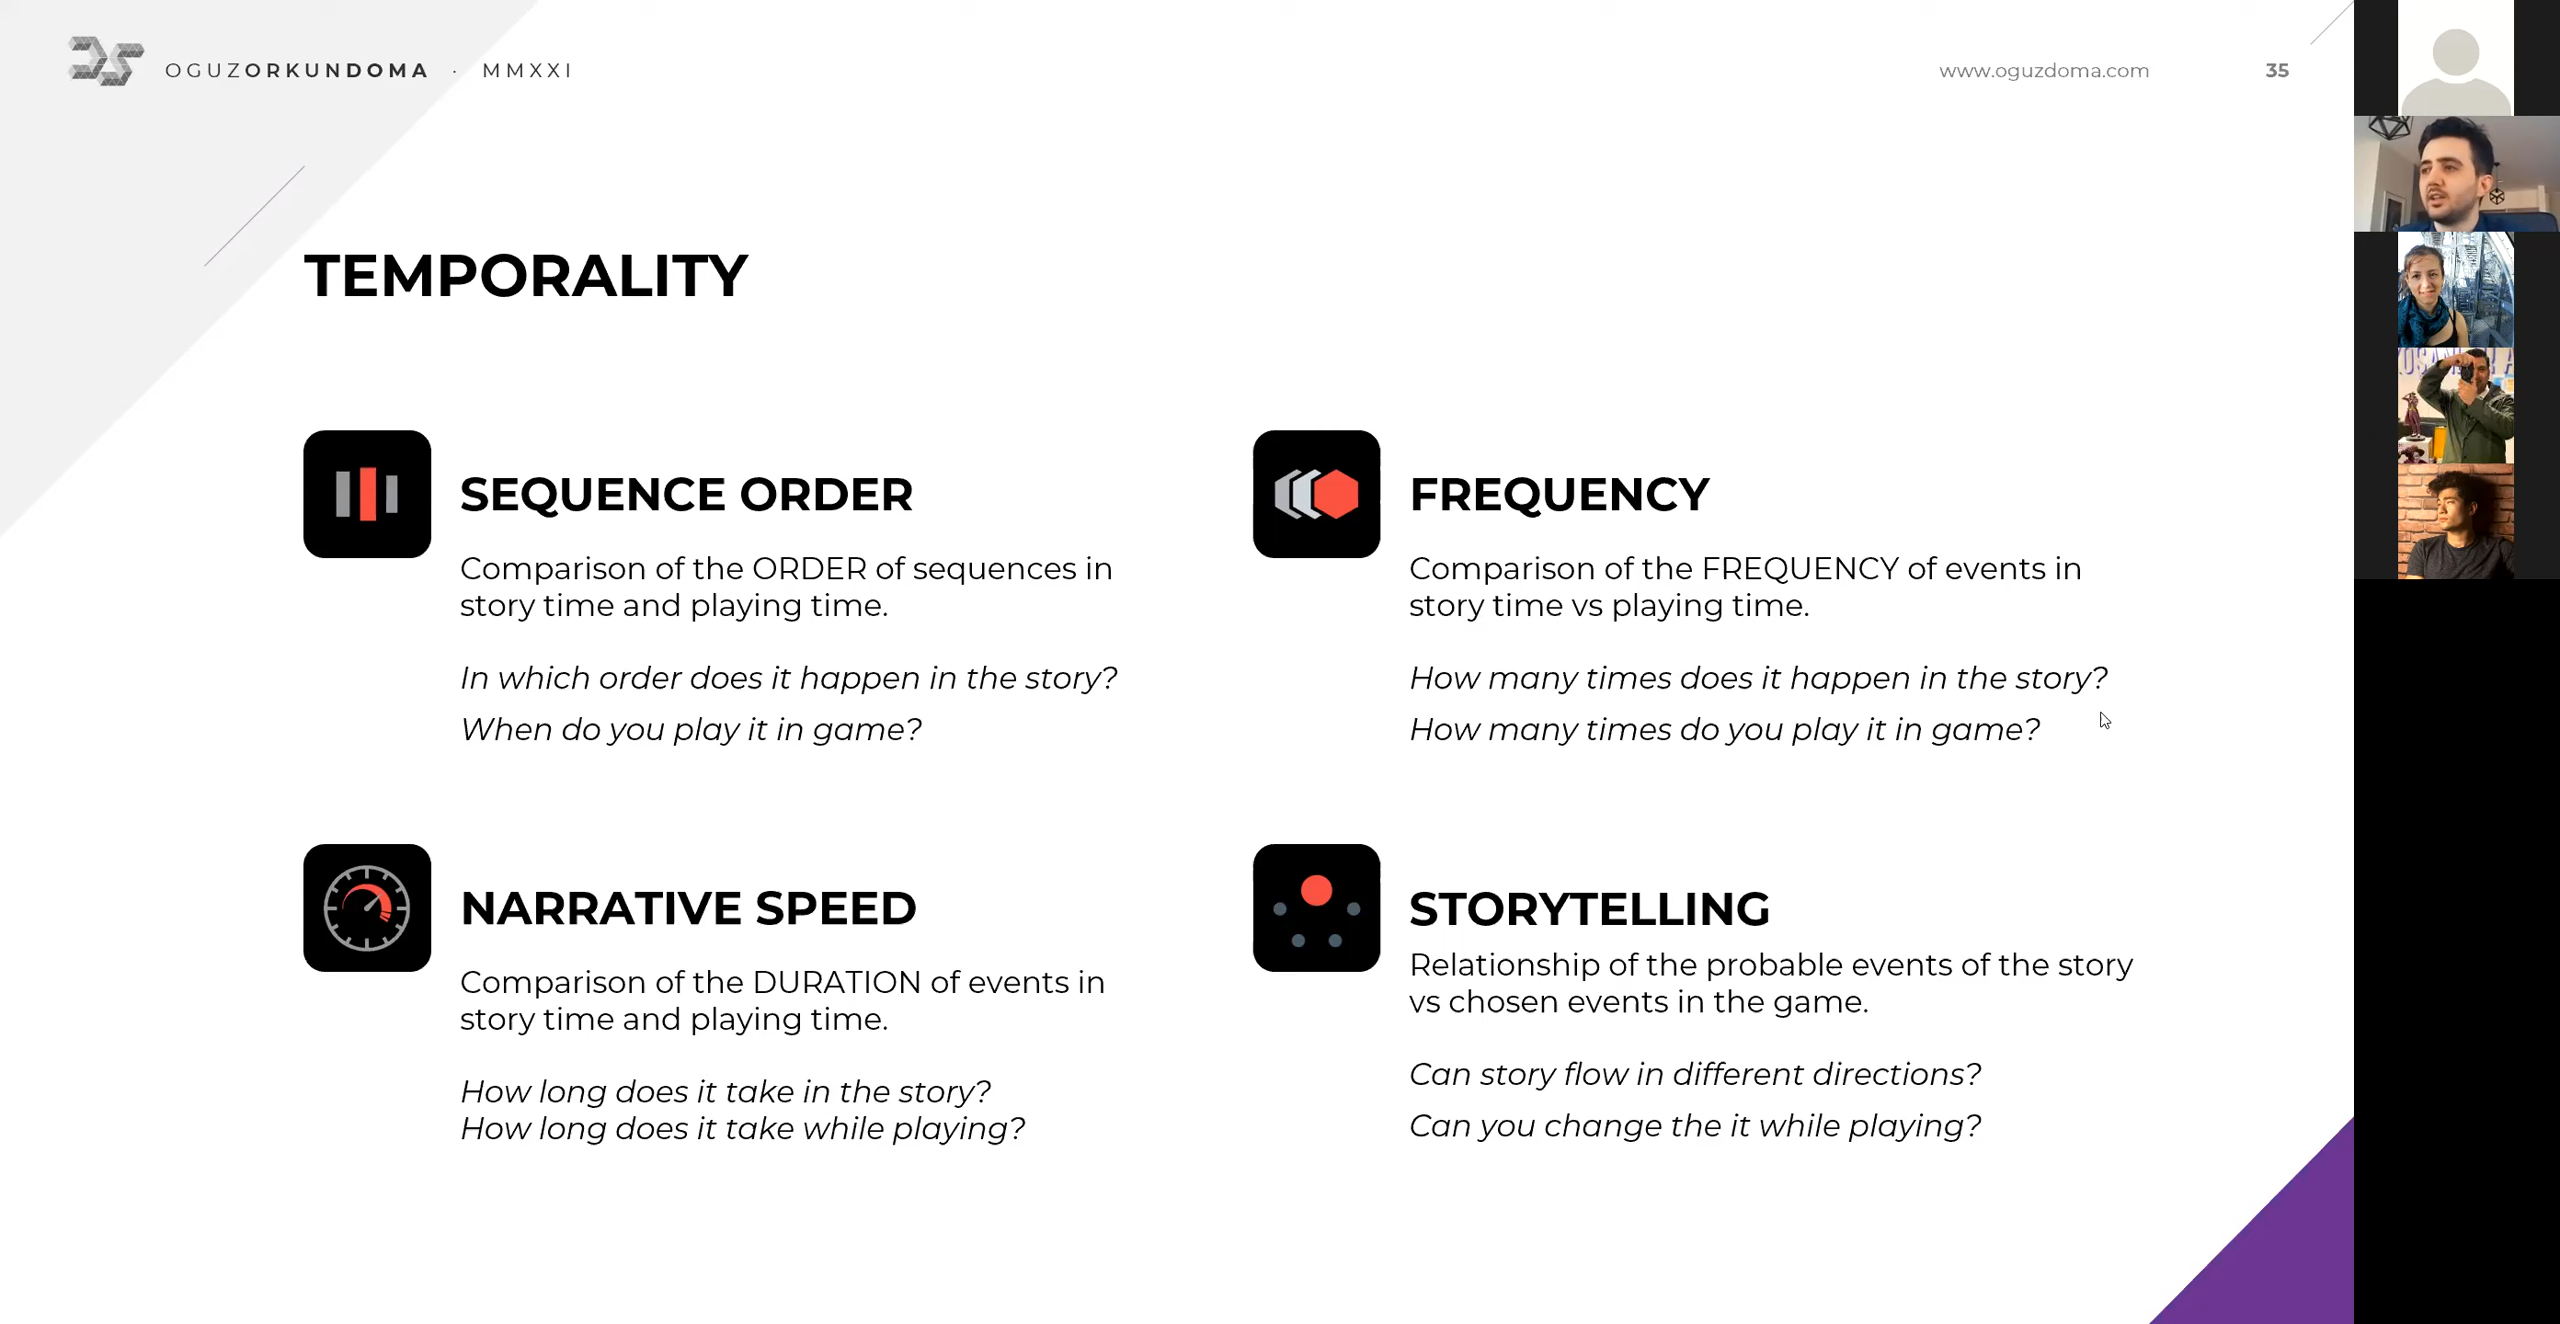 OGUZORKUNDOMA · MMXXI
www.oguzdoma.com 35
TEMPORALITY
SEQUENCE ORDER
Comparison of the ORDER of sequences in
story time and playing time.
In which order does it happen in the story?
When do you play it in game?
FREQUENCY
Comparison of the FREQUENCY of events in
story time vs playing time.
How many times does it happen in the story?
How many times do you play it in game?
NARRATIVE SPEED
Comparison of the DURATION of events in
story time and playing time.
How long does it take in the story?
How long does it take while playing?
STORYTELLING
Relationship of the probable events of the story
vs chosen events in the game.
Can story flow in different directions?
Can you change the it while playing?